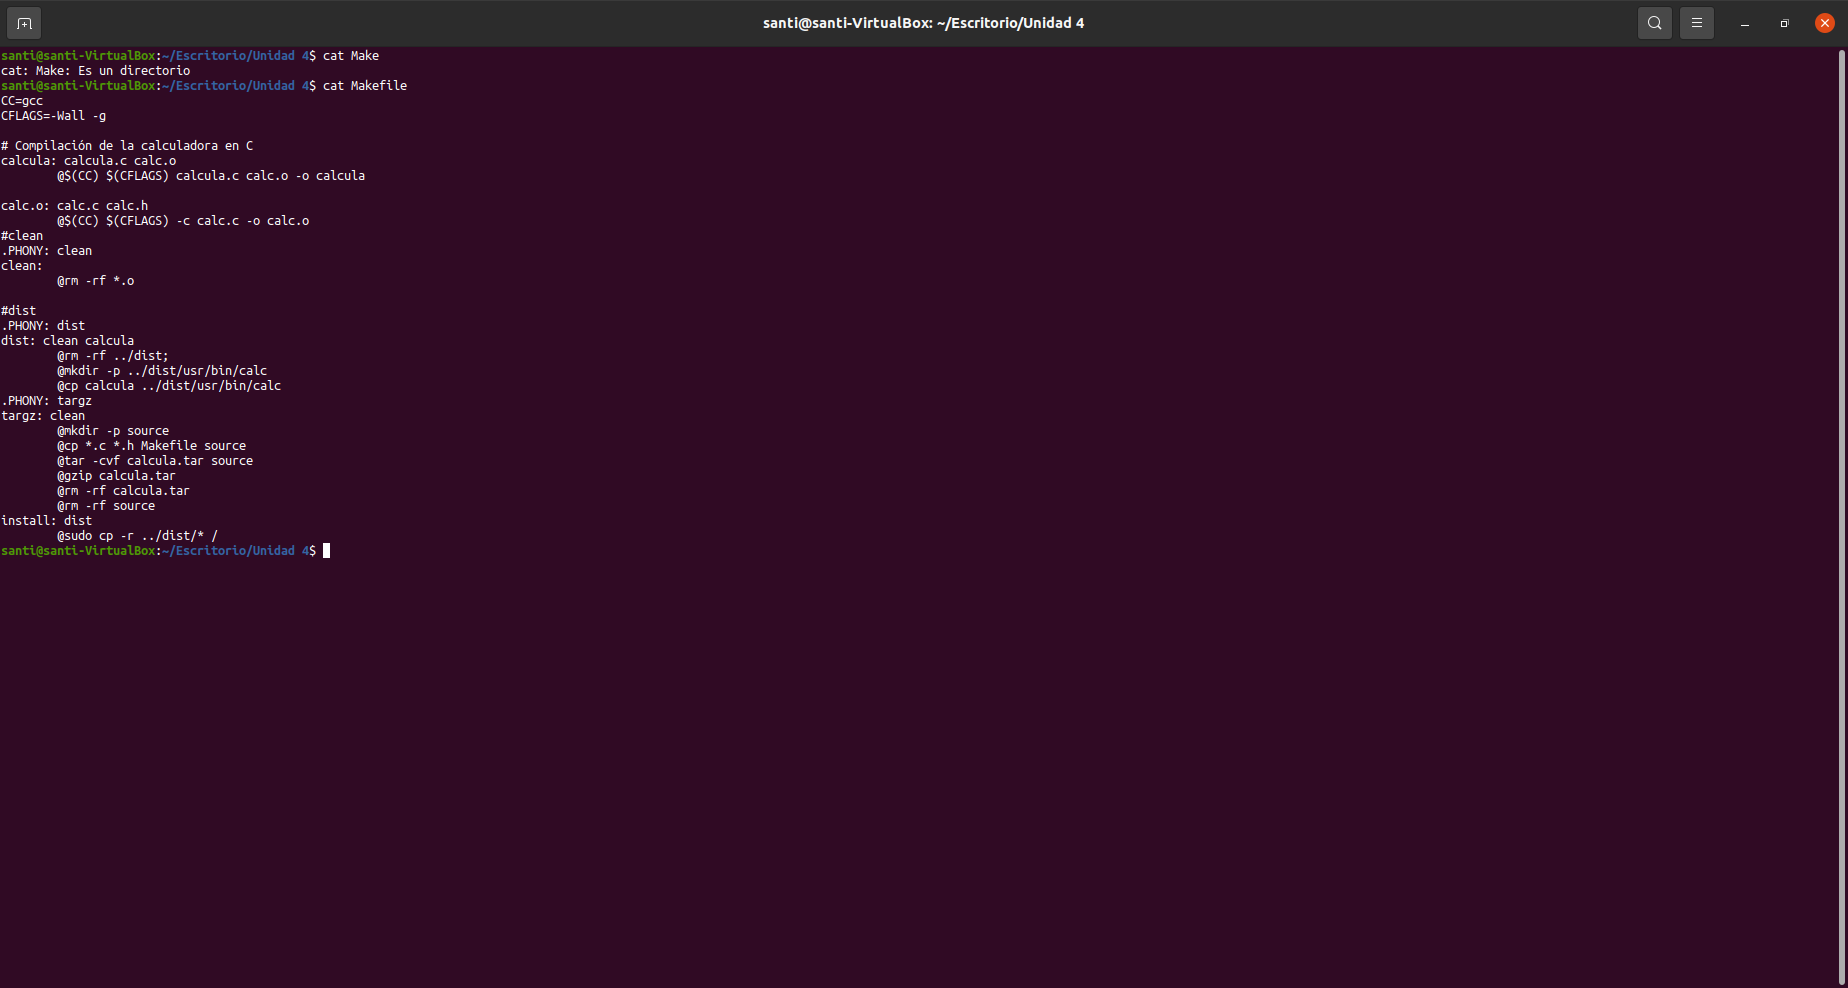 santi@santi-VirtualBox: ~/Escritorio/Unidad 4
santi@santi-VirtualBox:~/Escritorio/Unidad 4$ cat Make
cat: Make: Es un directorio
santi@santi-VirtualBox:~/Escritorio/Unidad 4$ cat Makefile
CC=gcc
CFLAGS=-Wall -g

# Compilación de la calculadora en C
calcula: calcula.c calc.o
        @$(CC) $(CFLAGS) calcula.c calc.o -o calcula

calc.o: calc.c calc.h
        @$(CC) $(CFLAGS) -c calc.c -o calc.o
#clean
.PHONY: clean
clean:
        @rm -rf *.o

#dist
.PHONY: dist
dist: clean calcula
        @rm -rf ../dist;
        @mkdir -p ../dist/usr/bin/calc
        @cp calcula ../dist/usr/bin/calc
.PHONY: targz
targz: clean
        @mkdir -p source
        @cp *.c *.h Makefile source
        @tar -cvf calcula.tar source
        @gzip calcula.tar
        @rm -rf calcula.tar
        @rm -rf source
install: dist
        @sudo cp -r ../dist/* /
santi@santi-VirtualBox:~/Escritorio/Unidad 4$